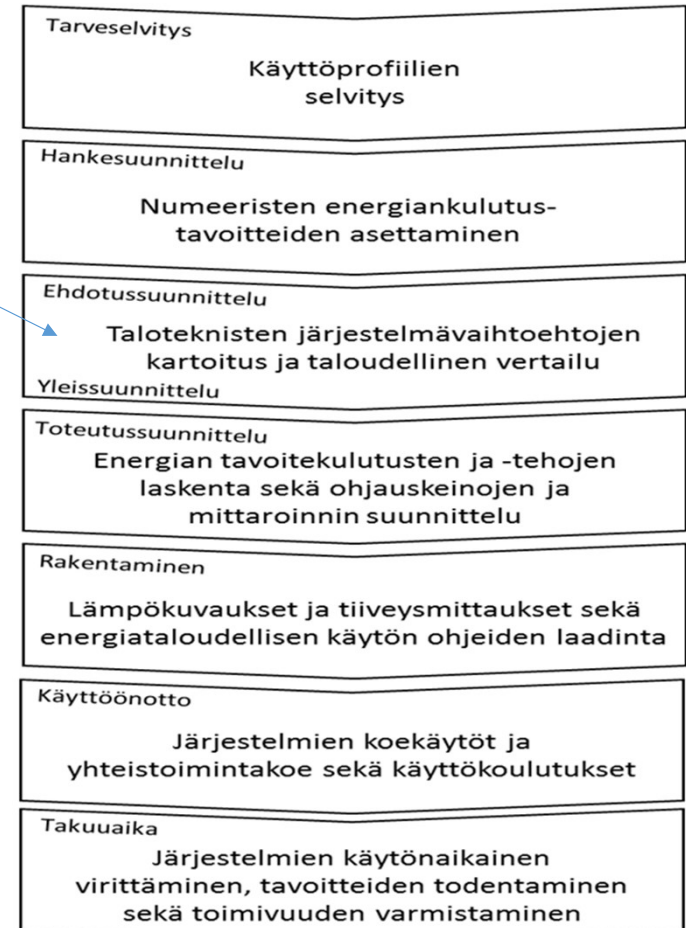 Tarveselvitys
Käyttöprofiilien
selvitys
Hankesuunnittelu
Numeeristen energiankulutus-
tavoitteiden asettaminen
Ehdotussuunnittelu
Taloteknisten järjestelmävaihtoehtojen
kartoitus ja taloudellinen vertailu
Yleissuunnittelu
Toteutussuunnittelu
Energian tavoitekulutusten ja -tehojen
laskenta sekä ohjauskeinojen ja
mittaroinnin suunnittelu
Rakentaminen
Lämpökuvaukset ja tiiveysmittaukset sekä
energiataloudellisen käytön ohjeiden laadinta
Käyttöönotto
Järjestelmien koekäytöt ja
yhteistoimintakoe sekä käyttökoulutukset
Takuuaika
Järjestelmien käytönaikainen
virittäminen, tavoitteiden todentaminen
sekä toimivuuden varmistaminen